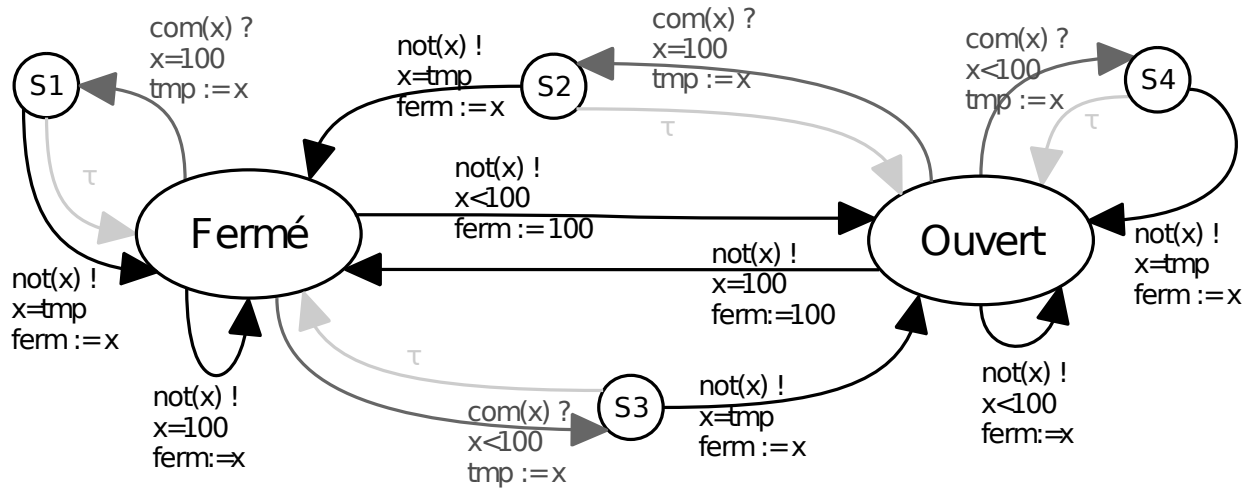 com(x) ?
x=100
tmp := x
S1
τ
not(x) !
x=tmp
ferm := x
S2
com(x) ?
x=100
tmp := x
τ
com(x) ?
x<100
tmp := x
S4
τ
Fermé
not(x) !
x<100
ferm := 100
Ouvert
not(x) !
x=tmp
ferm := x
not(x) !
x=100
ferm:=100
not(x) !
x=tmp
ferm := x
not(x) !
x=100
ferm:=x
τ
com(x) ?
x<100
tmp := x
S3
not(x) !
x=tmp
ferm := x
not(x) !
x<100
ferm:=x